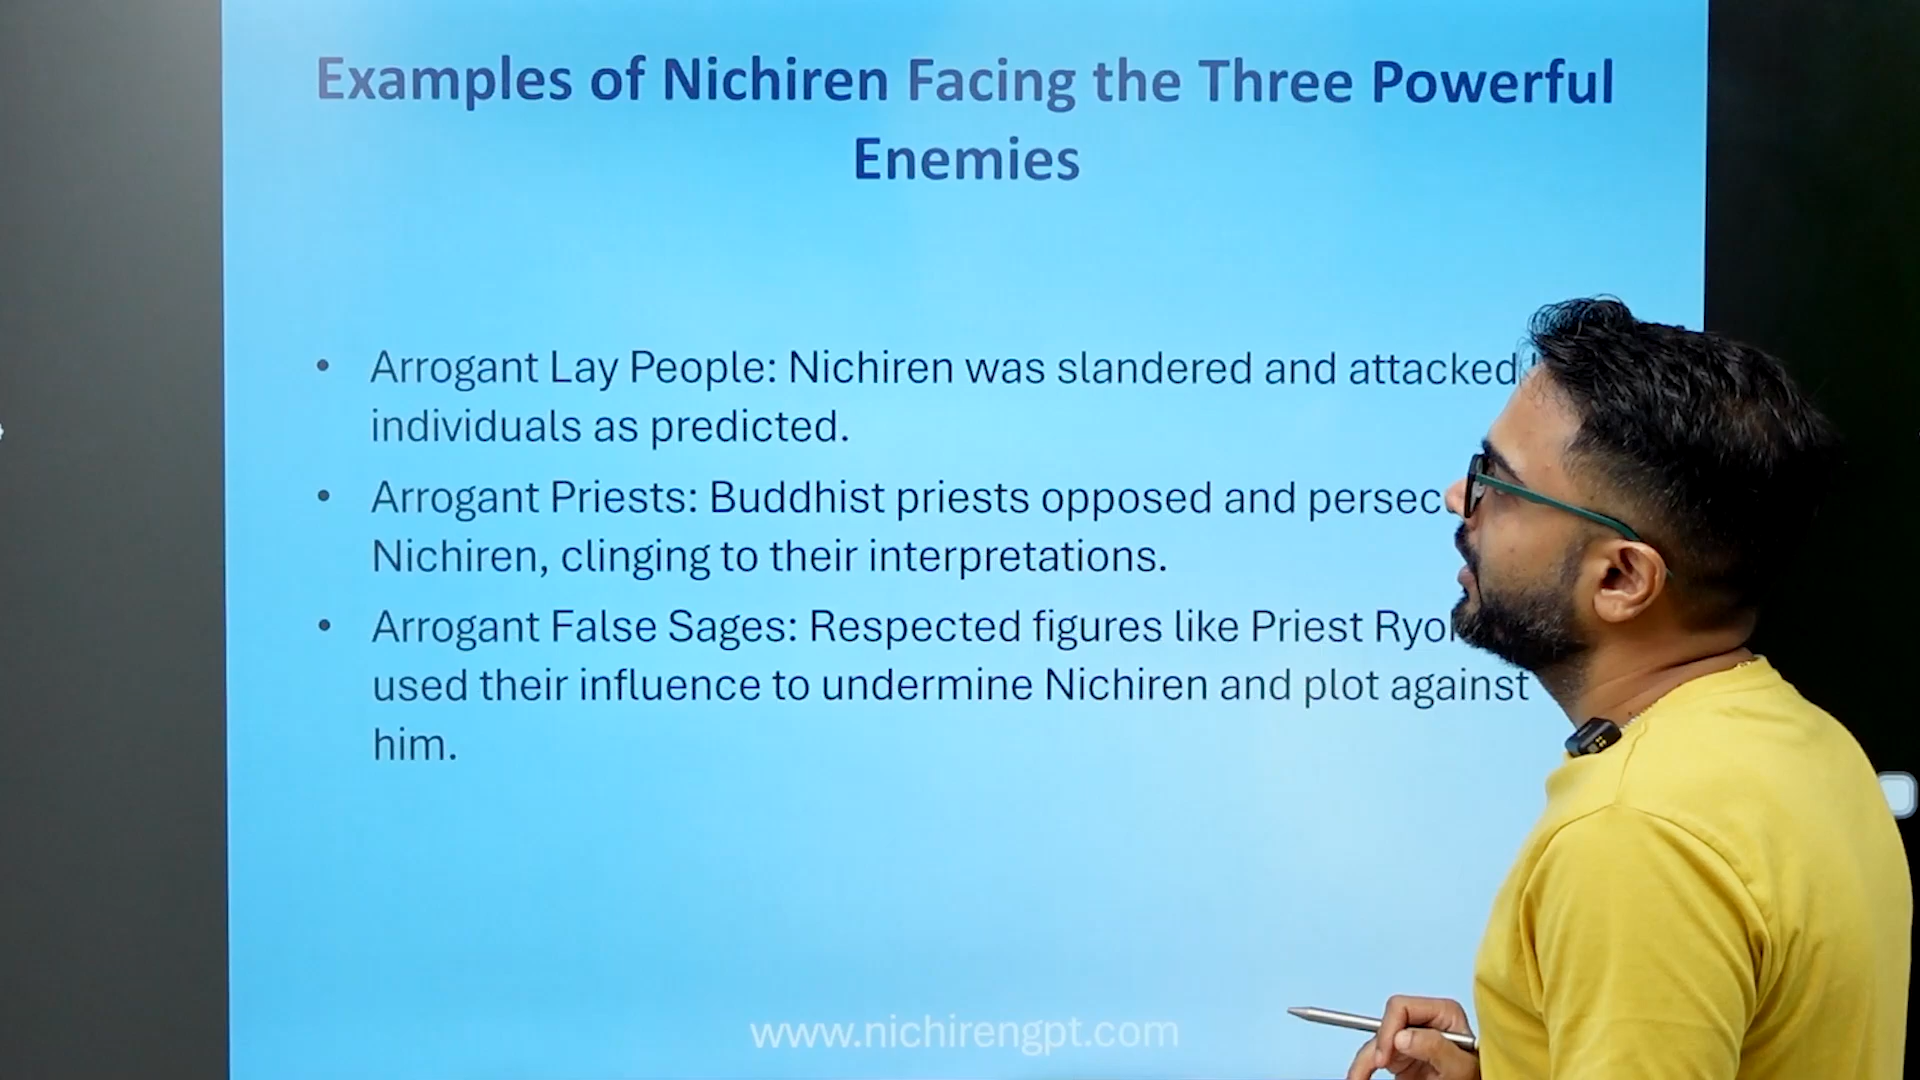 Examples of Nichiren Facing the Three Powerful
Enemies
• Arrogant Lay People: Nichiren was slandered and attacked
individuals as predicted.
• Arrogant Priests: Buddhist priests opposed and
Nichiren, clinging to their interpretations.
• Arrogant False Sages: Respected figures like Priest
used their influence to undermine Nichiren and plot against
him.
www.nichirengpt.com